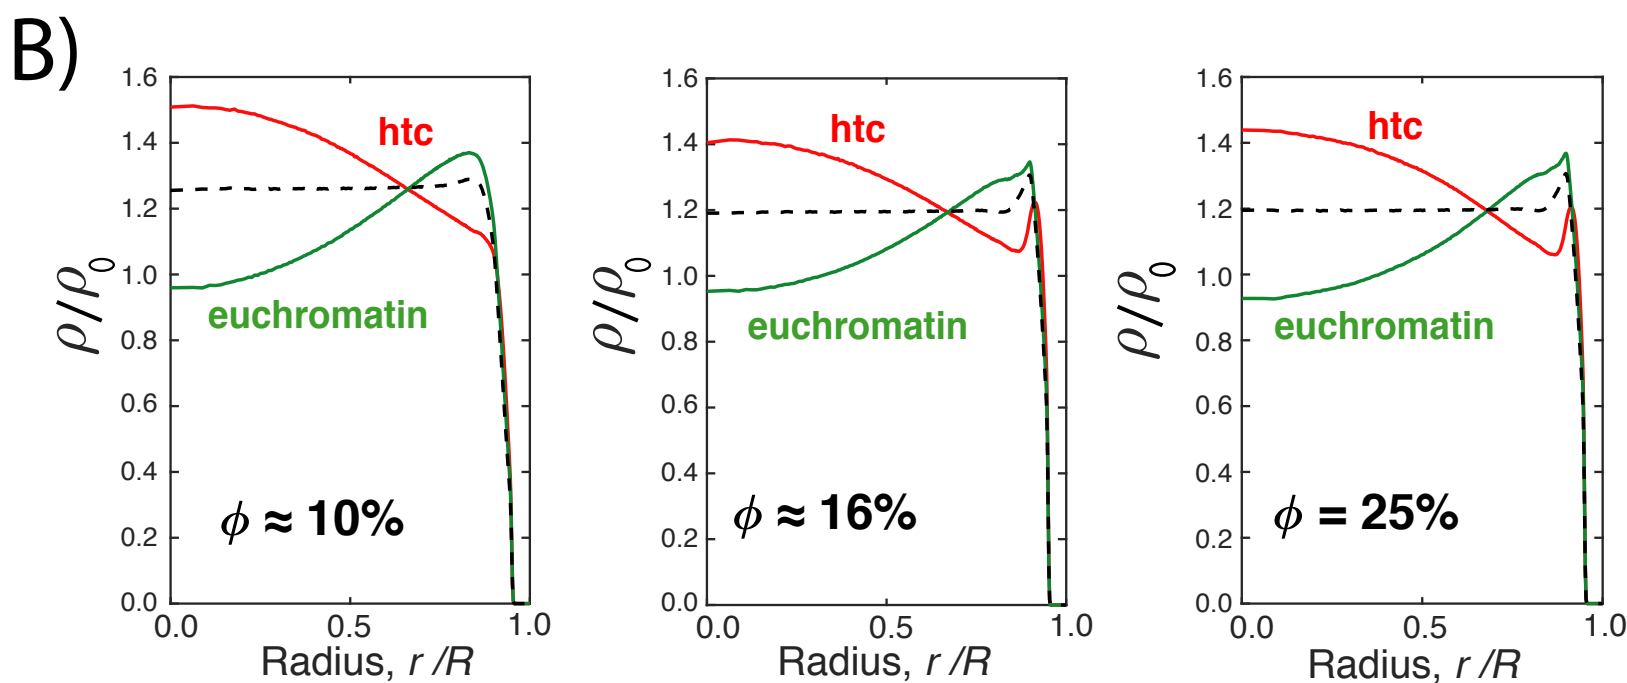 B)
1.6
1.4
1.2
1.0
0.8
0.6
0.4
0.2
0.0
0.0
0.5
1.0
ρ/ρ0
Radius, r /R
htc
euchromatin
ϕ ≈ 10%
1.6
1.4
1.2
1.0
0.8
0.6
0.4
0.2
0.0
0.0
0.5
1.0
ρ/ρ0
Radius, r /R
htc
euchromatin
ϕ ≈ 16%
1.6
1.4
1.2
1.0
0.8
0.6
0.4
0.2
0.0
0.0
0.5
1.0
ρ/ρ0
Radius, r /R
htc
euchromatin
ϕ = 25%